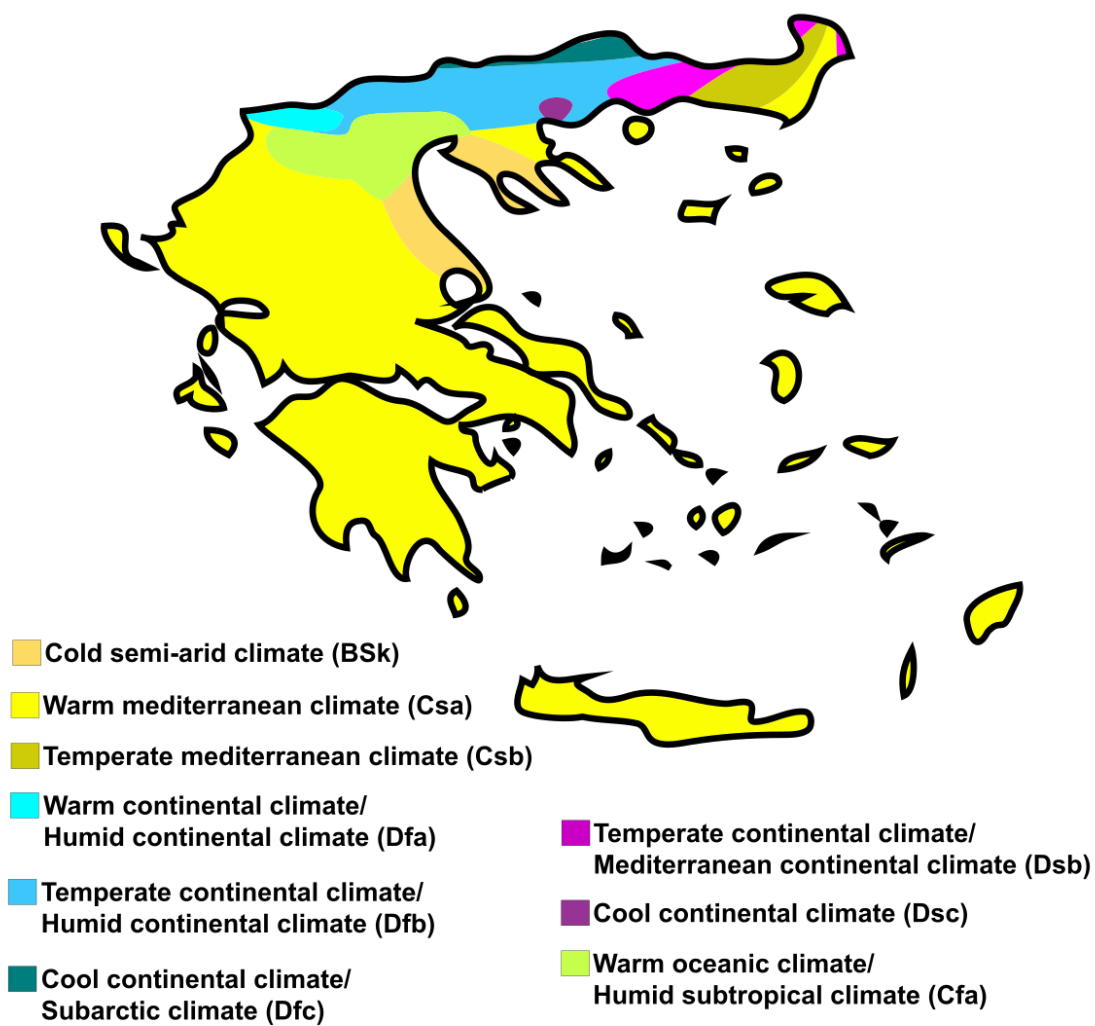 Cold semi-arid climate (BSk)
Warm mediterranean climate (Csa)
Temperate mediterranean climate (Csb)
Warm continental climate/
Humid continental climate (Dfa)
Temperate continental climate/
Humid continental climate (Dfb)
Cool continental climate/
Subarctic climate (Dfc)
Temperate continental climate/
Mediterranean continental climate (Dsb)
Cool continental climate (Dsc)
Warm oceanic climate/
Humid subtropical climate (Cfa)